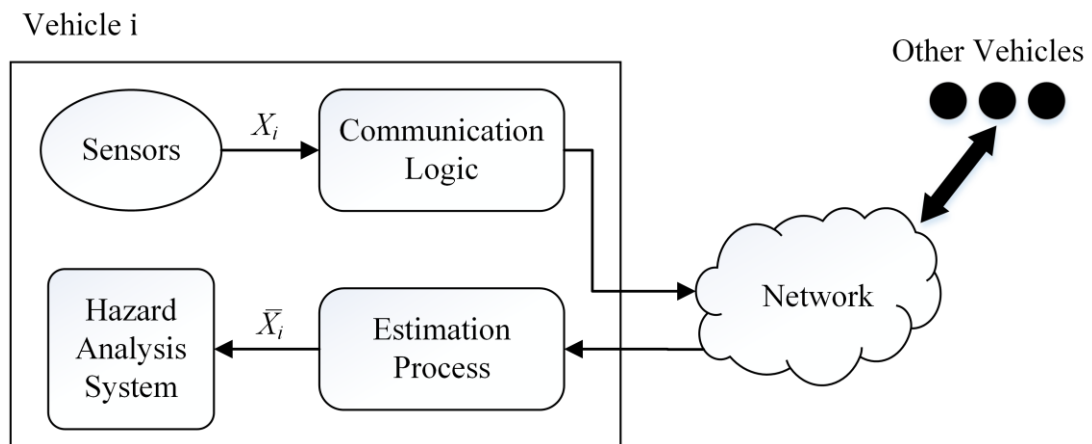 Vehicle i
Other Vehicles
Sensors
X_i
Communication
Logic
Network
Hazard
Analysis
System
X̅_i
Estimation
Process